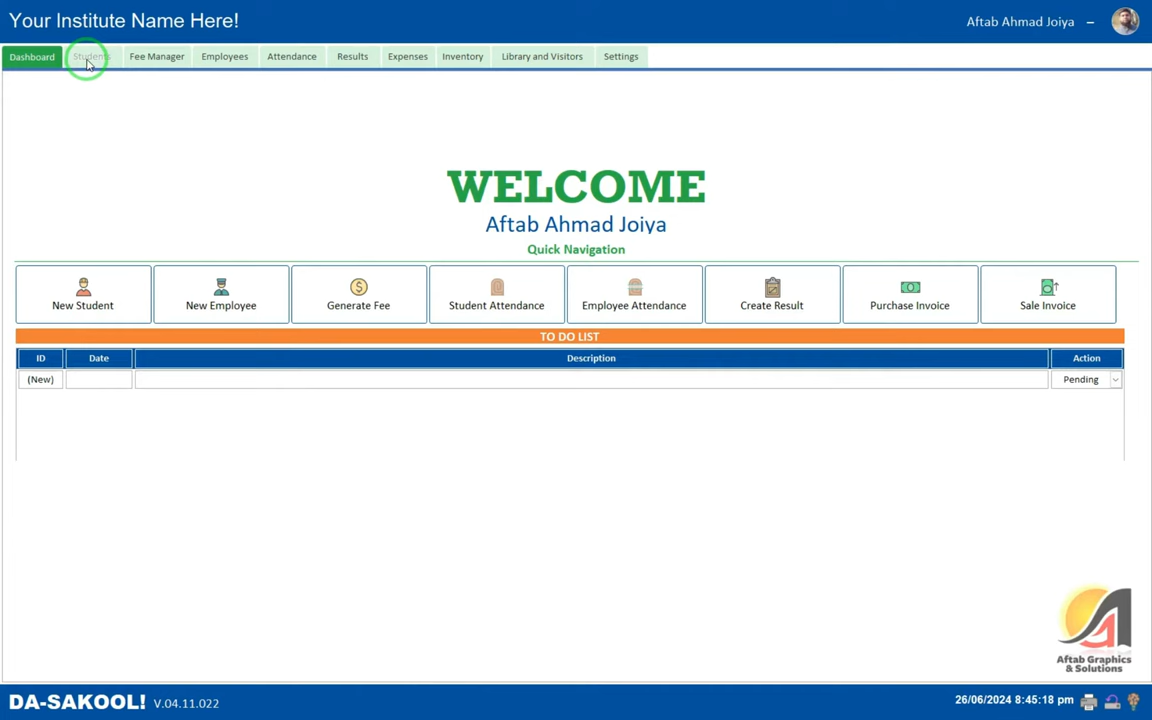 Your Institute Name Here!
Aftab Ahmad Joiya
Dashboard Students Fee Manager Employees Attendance Results Expenses Inventory Library and Visitors Settings
WELCOME
Aftab Ahmad Joiya
Quick Navigation
New Student New Employee Generate Fee Student Attendance Employee Attendance Create Result Purchase Invoice Sale Invoice
TO DO LIST
ID Date Description Action
(New) Pending
Aftab Graphics
& Solutions
DA-SAKOOL! V.04.11.022
26/06/2024 8:45:18 pm